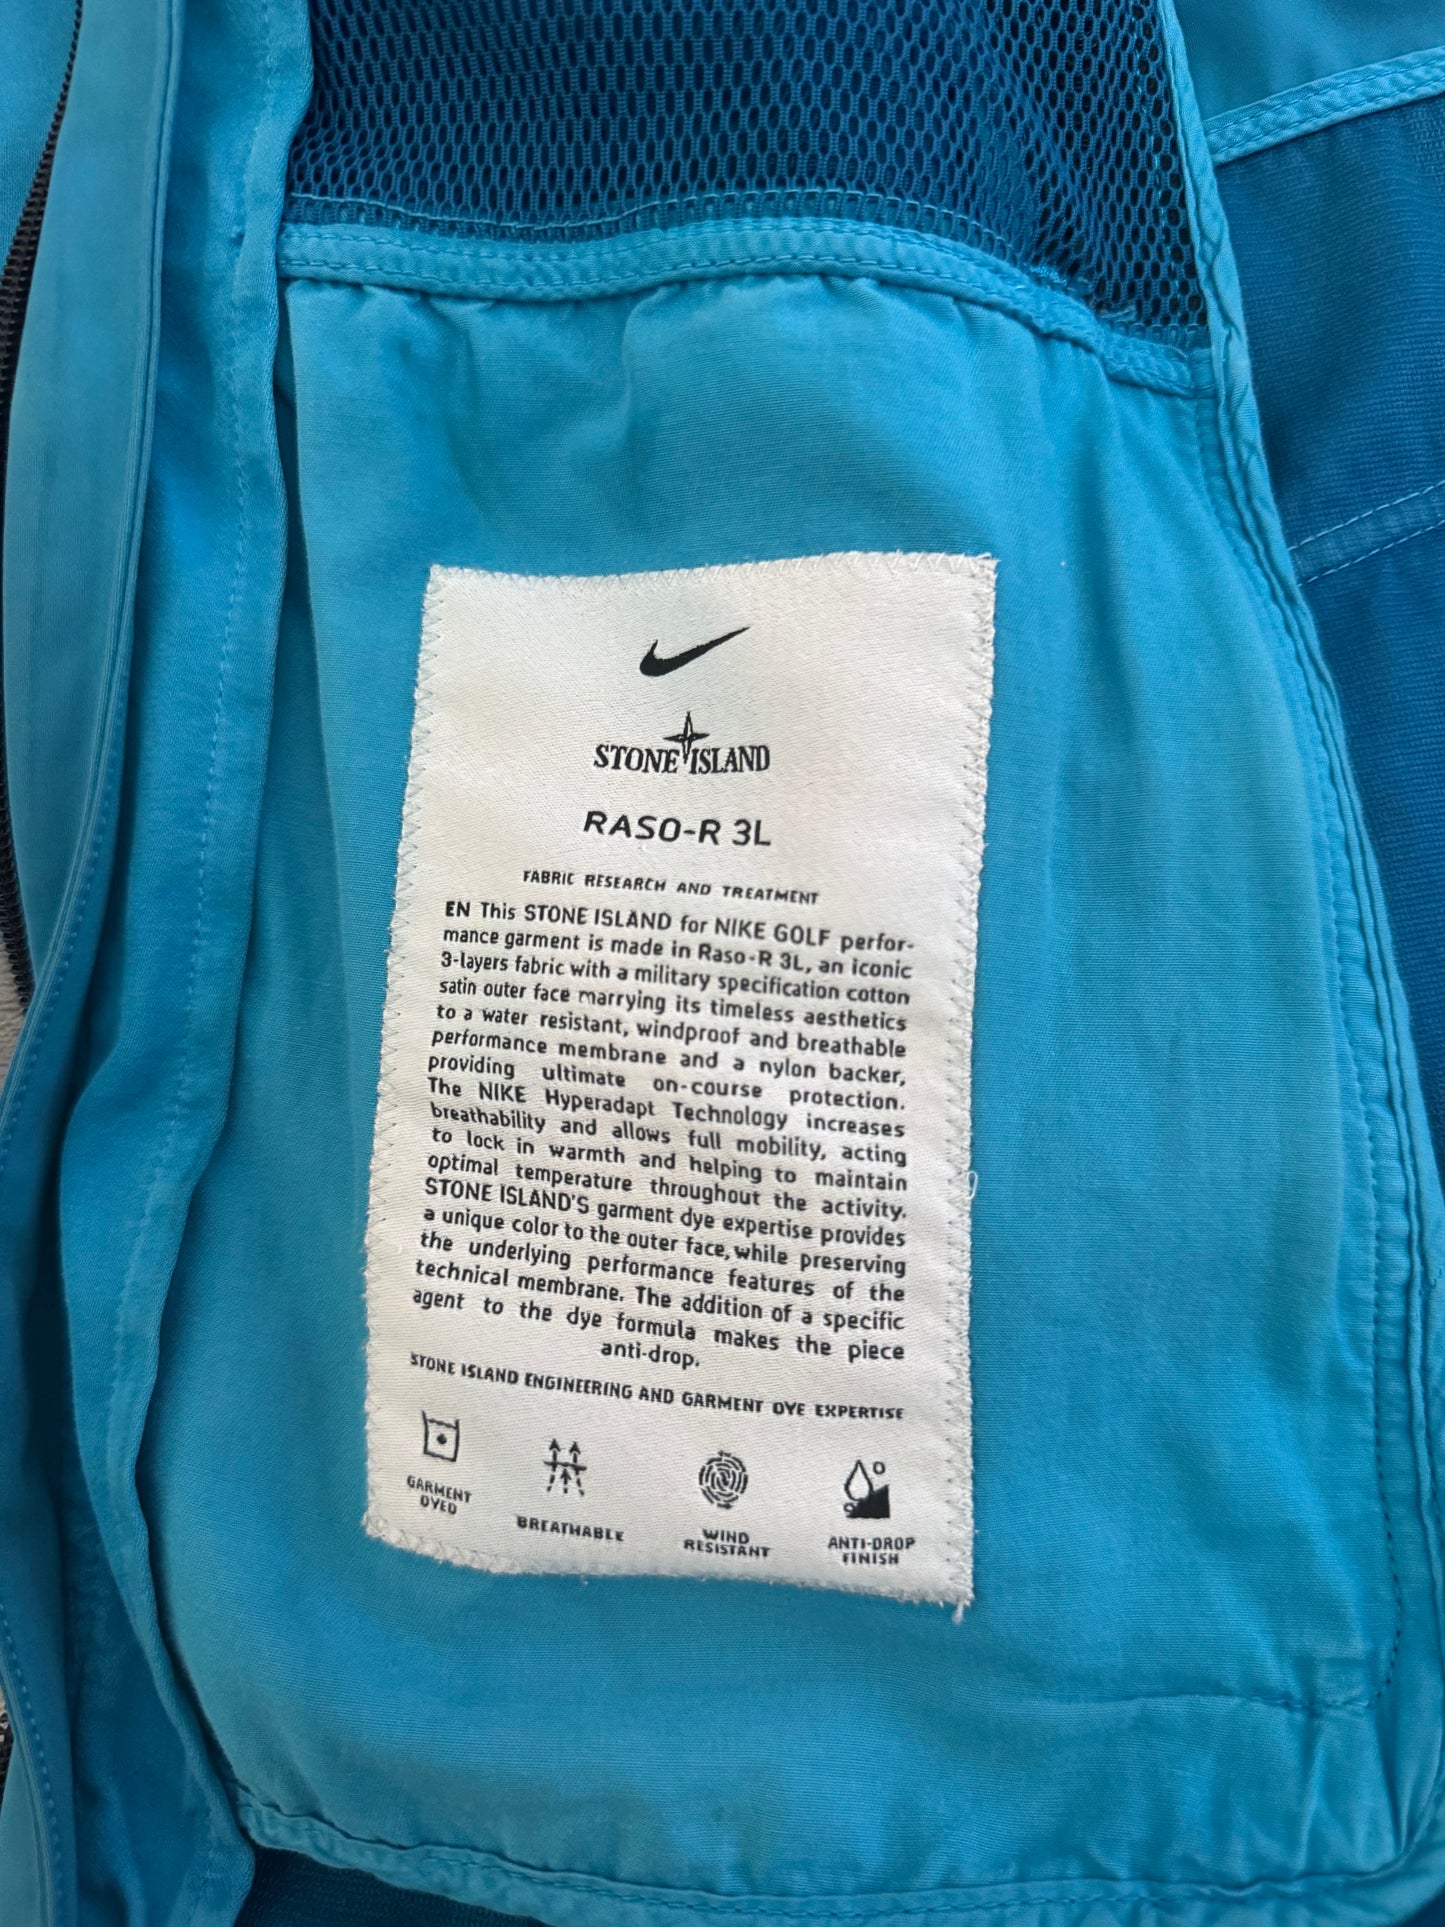 STONE ISLAND
RASO-R 3L
FABRIC RESEARCH AND TREATMENT
EN This STONE ISLAND for NIKE GOLF perfor-
mance garment is made in Raso-R 3L, an iconic
3-layers fabric with a military specification cotton
satin outer face marrying its timeless aesthetics
to a water resistant, windproof and breathable
performance membrane and a nylon backer,
providing ultimate on-course protection.
The NIKE Hyperadapt Technology increases
breathability and allows full mobility, acting
to lock in warmth and helping to maintain
optimal temperature throughout the activity.
STONE ISLAND'S garment dye expertise provides
a unique color to the outer face, while preserving
the underlying performance features of the
technical membrane. The addition of a specific
agent to the dye formula makes the piece
anti-drop.
STONE ISLAND ENGINEERING AND GARMENT DYE EXPERTISE
GARMENT
DYED
BREATHABLE
WIND
RESISTANT
ANTI-DROP
FINISH